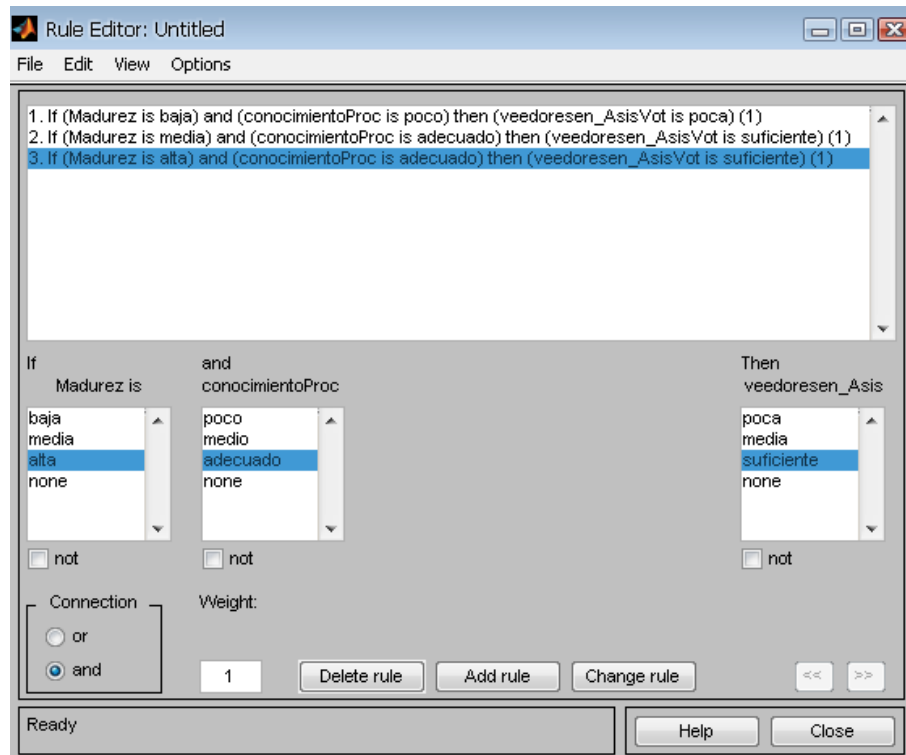 Rule Editor: Untitled
File Edit View Options
1. If (Madurez is baja) and (conocimientoProc is poco) then (veedoresen_AsisVot is poca) (1)
2. If (Madurez is media) and (conocimientoProc is adecuado) then (veedoresen_AsisVot is suficiente) (1)
3. If (Madurez is alta) and (conocimientoProc is adecuado) then (veedoresen_AsisVot is suficiente) (1)
If and Then
Madurez is conocimientoProc veedoresen_Asis
baja poco poca
media medio media
alta adecuado suficiente
none none none
not not not
Connection Weight:
or
and 1 Delete rule Add rule Change rule << >>
Ready Help Close